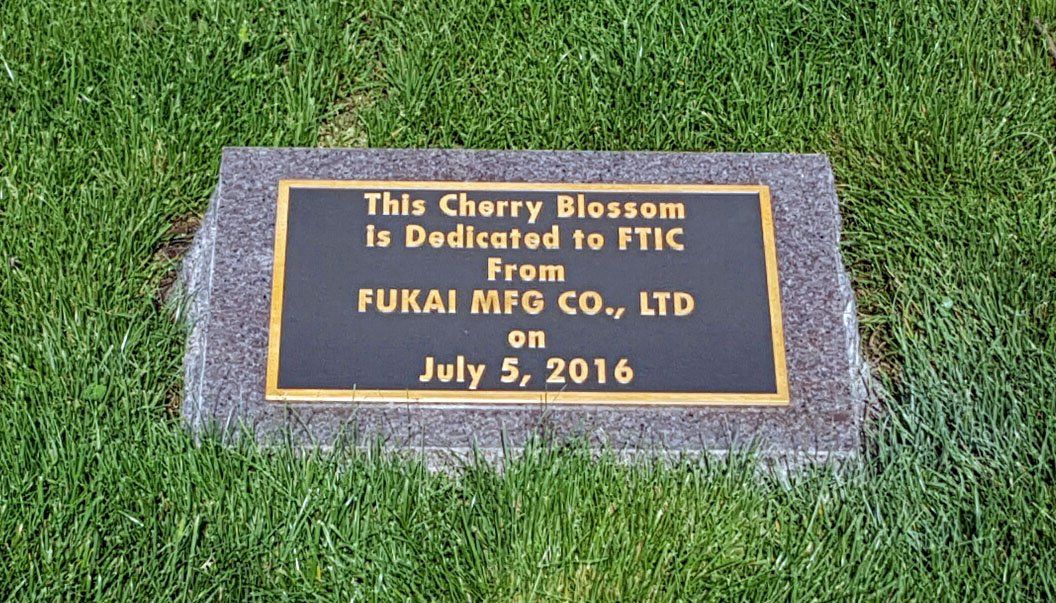 This Cherry Blossom
is Dedicated to FTIC
From
FUKAI MFG CO., LTD
on
July 5, 2016